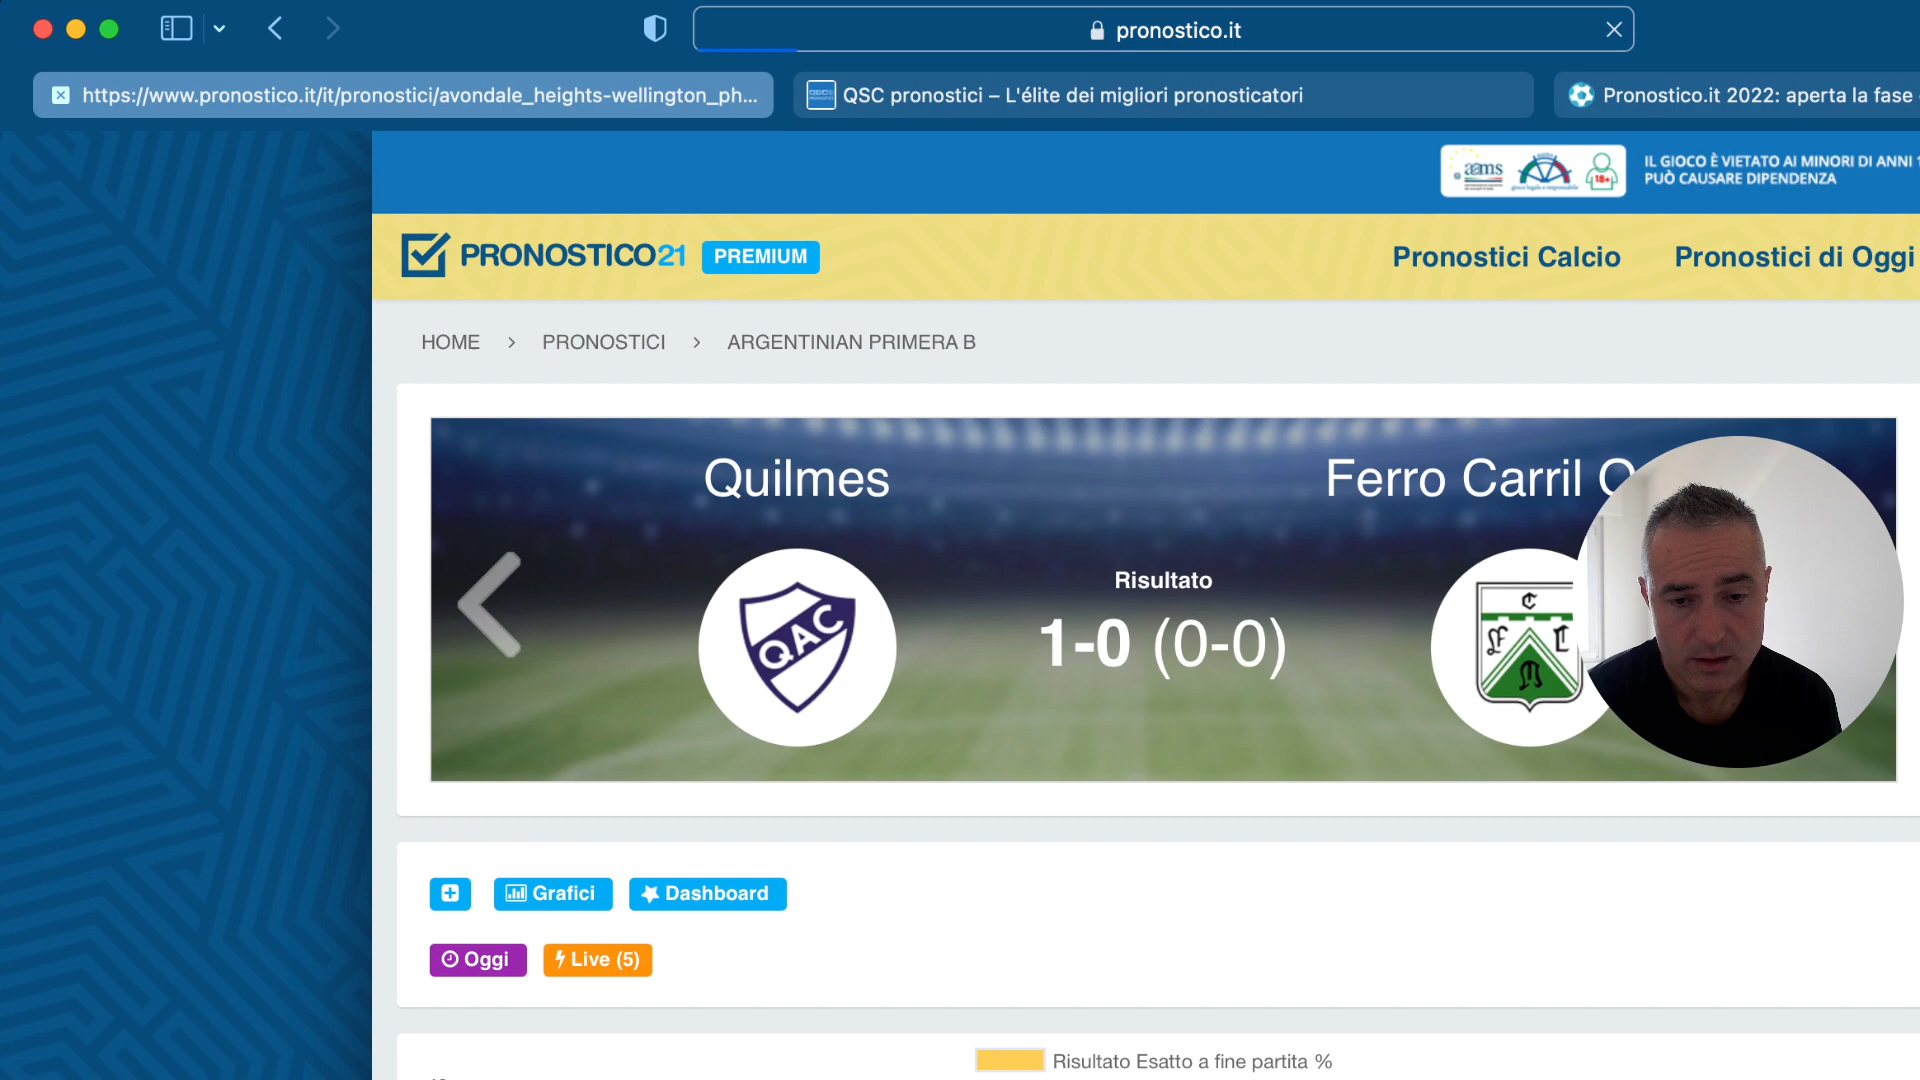 pronostico.it
https://www.pronostico.it/it/pronostici/avondale_heights-wellington_ph...
QSC pronostici – L'élite dei migliori pronosticatori
Pronostico.it 2022: aperta la fase
aams
18+
IL GIOCO È VIETATO AI MINORI DI ANNI 1
PUÒ CAUSARE DIPENDENZA
PRONOSTICO21 PREMIUM
Pronostici Calcio
Pronostici di Oggi
HOME > PRONOSTICI > ARGENTINIAN PRIMERA B
Quilmes
Ferro Carril O
QAC
Risultato
1-0 (0-0)
Grafici
Dashboard
Oggi
Live (5)
Risultato Esatto a fine partita %